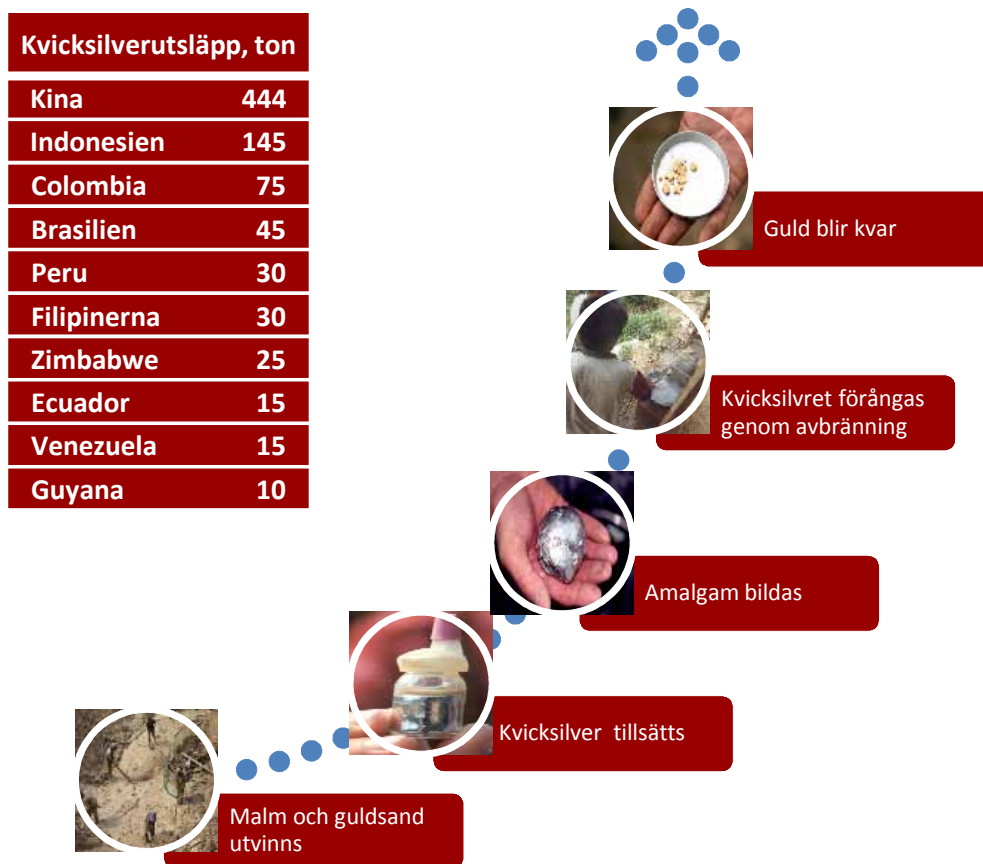 Kvicksilverutsläpp, ton
Kina 444
Indonesien 145
Colombia 75
Brasilien 45
Peru 30
Filipinerna 30
Zimbabwe 25
Ecuador 15
Venezuela 15
Guyana 10
Guld blir kvar
Kvicksilvret förångas
genom avbränning
Amalgam bildas
Kvicksilver tillsätts
Malm och guldsand
utvinns